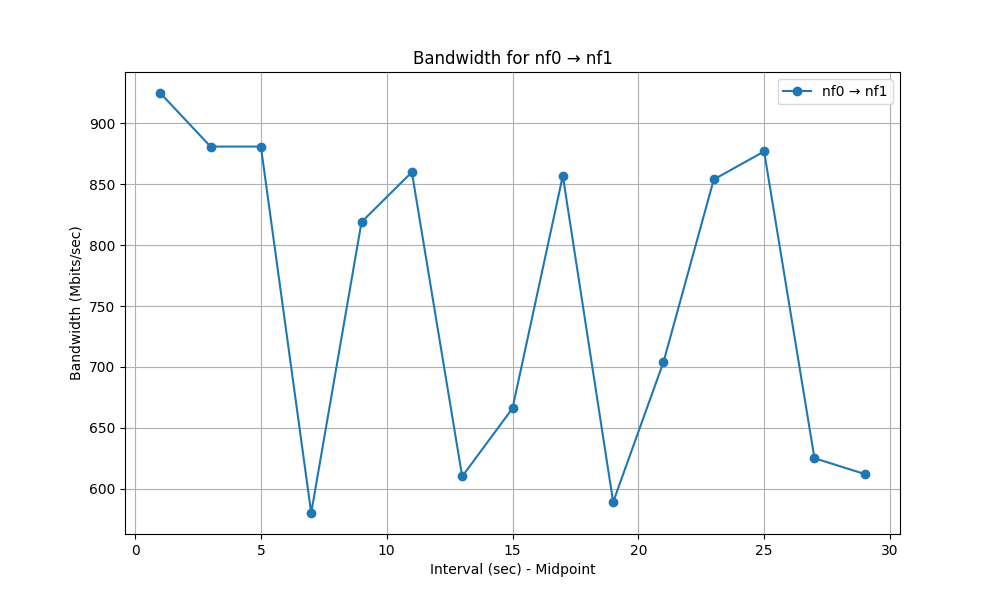 Bandwidth for nf0 → nf1
nf0 → nf1
Bandwidth (Mbits/sec)
900
850
800
750
700
650
600
0 5 10 15 20 25 30
Interval (sec) - Midpoint